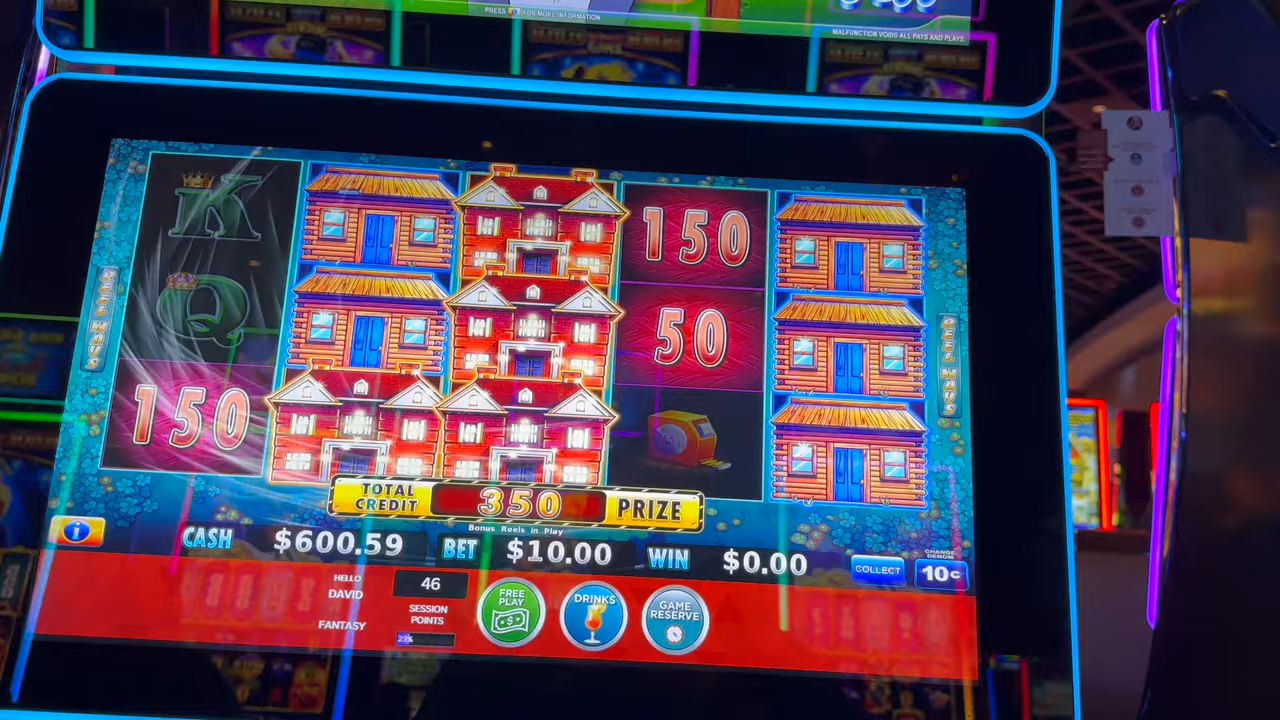 PRESS FOR MORE INFORMATION
MALFUNCTION VOIDS ALL PAYS AND PLAYS.
K
150
Q
50
150
REEL WAYS
REEL WAYS
TOTAL CREDIT 350 PRIZE
Bonus Reels in Play
CASH $600.59 BET $10.00 WIN $0.00
COLLECT
CHANGE DENOM
10¢
HELLO
DAVID
FANTASY
46
SESSION
POINTS
23%
FREE
PLAY
DRINKS
GAME
RESERVE